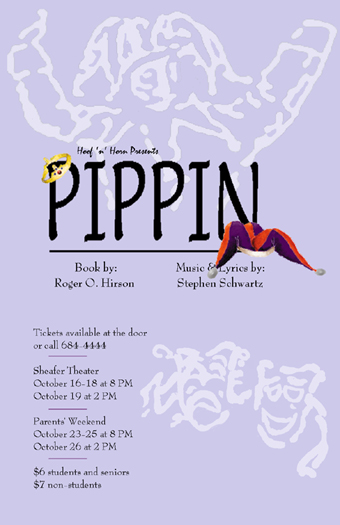 Hoof 'n' Horn Presents
PIPPIN
Book by:
Roger O. Hirson
Music & Lyrics by:
Stephen Schwartz
Tickets available at the door
or call 684-4444
Sheafer Theater
October 16-18 at 8 PM
October 19 at 2 PM
Parents' Weekend
October 23-25 at 8 PM
October 26 at 2 PM
$6 students and seniors
$7 non-students